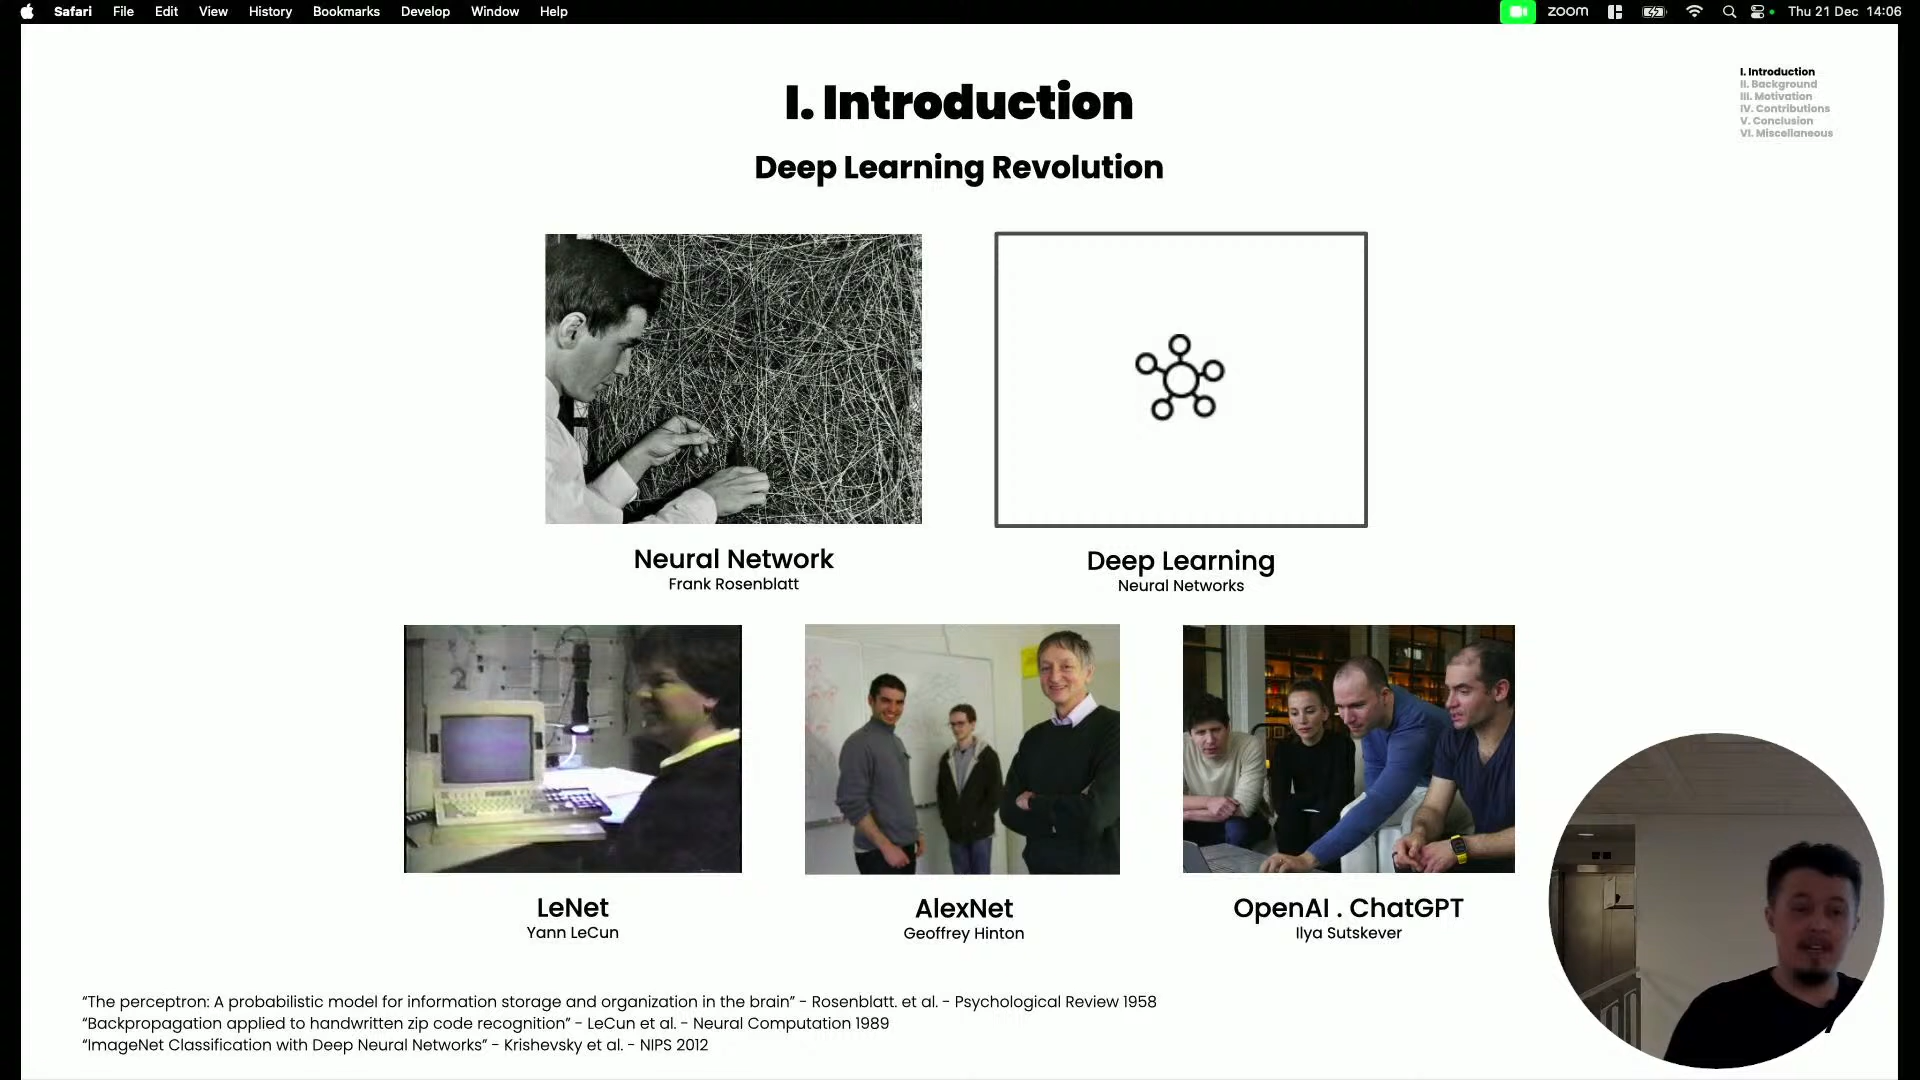 Safari File Edit View History Bookmarks Develop Window Help zoom Thu 21 Dec 14:06
I. Introduction
II. Background
III. Motivation
IV. Contributions
V. Conclusion
VI. Miscellaneous
I. Introduction
Deep Learning Revolution
Neural Network
Frank Rosenblatt
Deep Learning
Neural Networks
LeNet
Yann LeCun
AlexNet
Geoffrey Hinton
OpenAI . ChatGPT
Ilya Sutskever
“The perceptron: A probabilistic model for information storage and organization in the brain” - Rosenblatt. et al. - Psychological Review 1958
“Backpropagation applied to handwritten zip code recognition” - LeCun et al. - Neural Computation 1989
“ImageNet Classification with Deep Neural Networks” - Krishevsky et al. - NIPS 2012